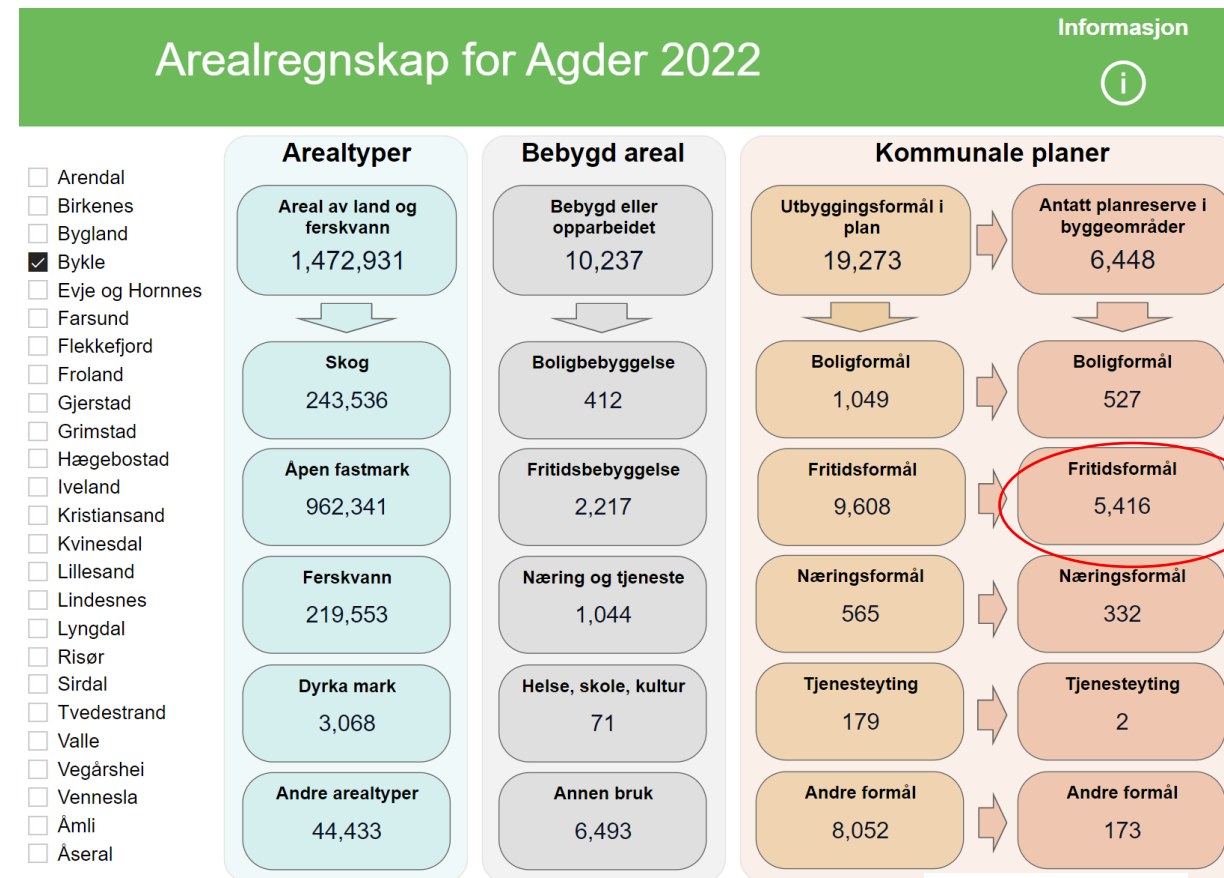 Informasjon
Arealregnskap for Agder 2022
i
Arendal
Birkenes
Bygland
Bykle
Evje og Hornnes
Farsund
Flekkefjord
Froland
Gjerstad
Grimstad
Hægebostad
Iveland
Kristiansand
Kvinesdal
Lillesand
Lindesnes
Lyngdal
Risør
Sirdal
Tvedestrand
Valle
Vegårshei
Vennesla
Åmli
Åseral
Arealtyper
Areal av land og
ferskvann
1,472,931
Skog
243,536
Åpen fastmark
962,341
Ferskvann
219,553
Dyrka mark
3,068
Andre arealtyper
44,433
Bebygd areal
Bebygd eller
opparbeidet
10,237
Boligbebyggelse
412
Fritidsbebyggelse
2,217
Næring og tjeneste
1,044
Helse, skole, kultur
71
Annen bruk
6,493
Kommunale planer
Utbyggingsformål i
plan
19,273
Boligformål
1,049
Fritidsformål
9,608
Næringsformål
565
Tjenesteyting
179
Andre formål
8,052
Antatt planreserve i
byggeområder
6,448
Boligformål
527
Fritidsformål
5,416
Næringsformål
332
Tjenesteyting
2
Andre formål
173